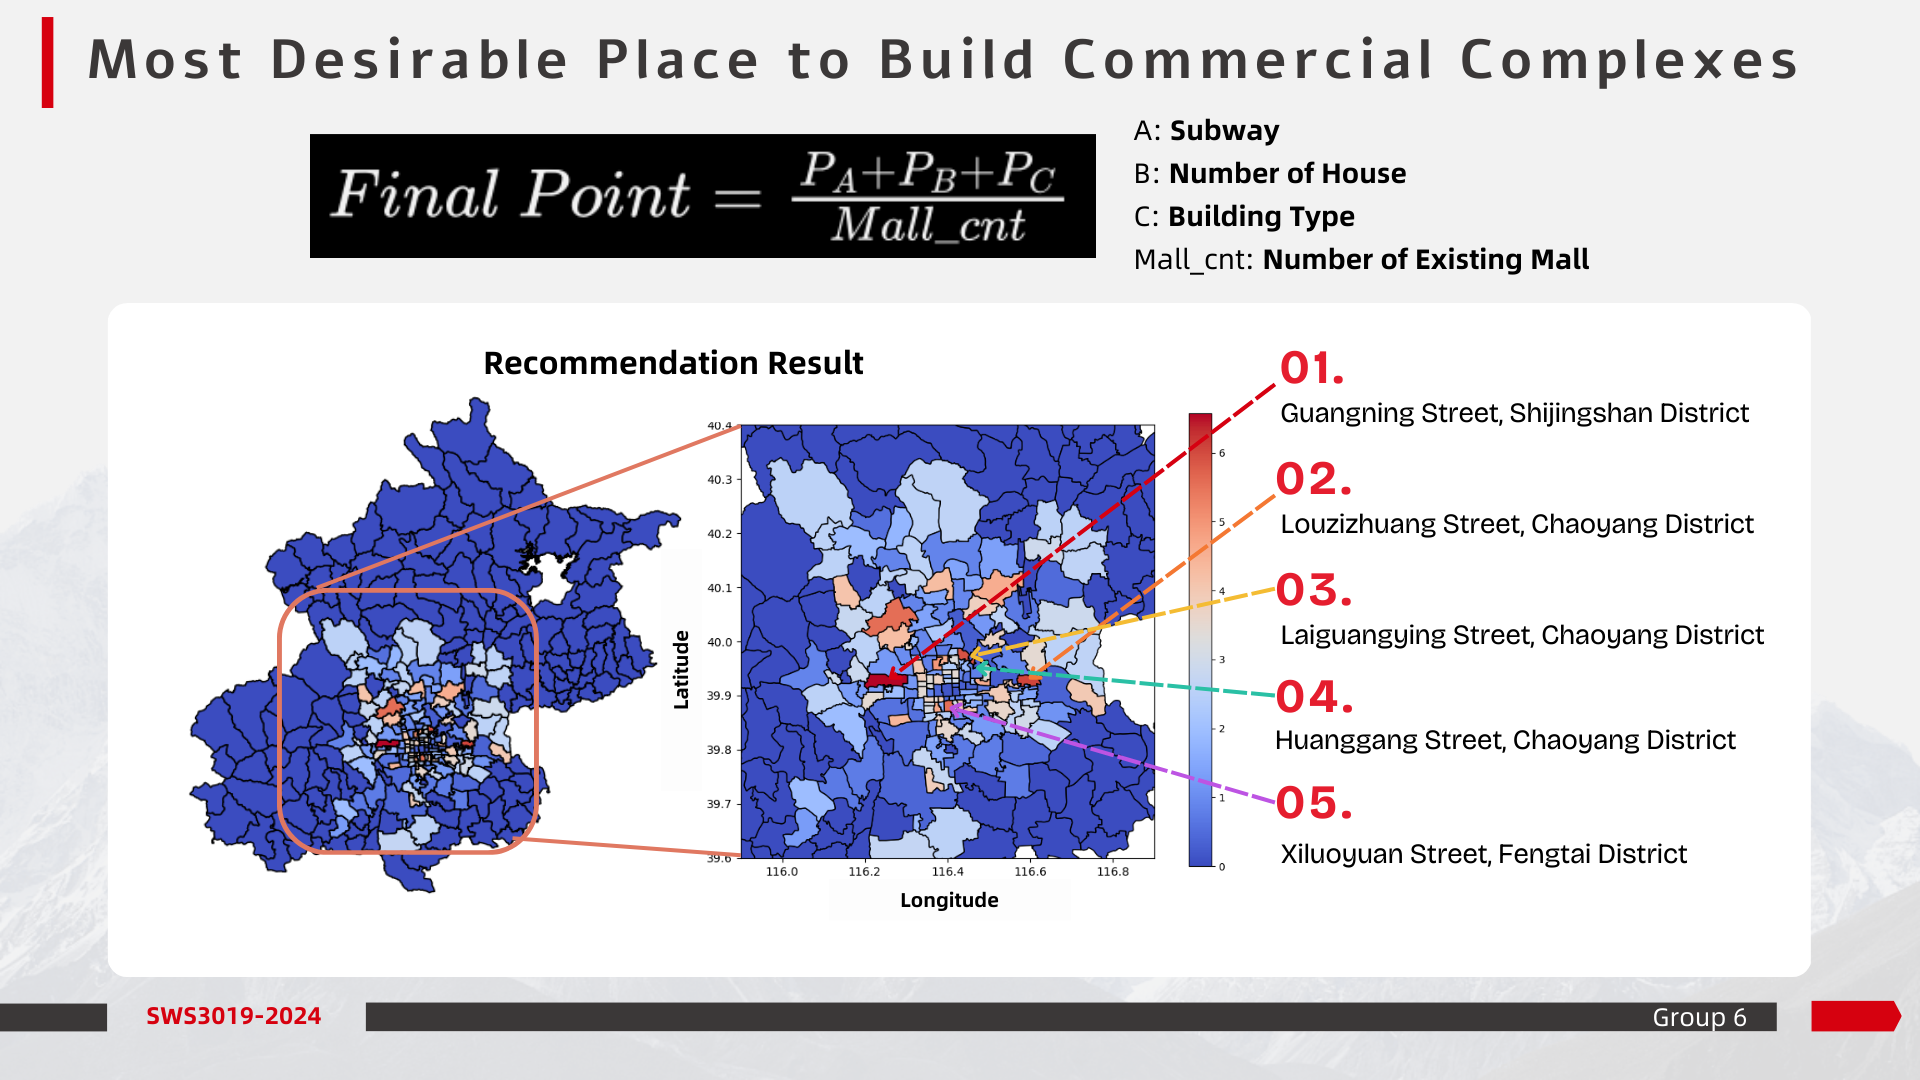 Most Desirable Place to Build Commercial Complexes
Final Point = P_A+P_B+P_C / Mall_cnt
A: Subway
B: Number of House
C: Building Type
Mall_cnt: Number of Existing Mall
Recommendation Result
40.4
40.3
40.2
40.1
40.0
39.9
39.8
39.7
39.6
Latitude
116.0 116.2 116.4 116.6 116.8
Longitude
6
5
4
3
2
1
0
01.
Guangning Street, Shijingshan District
02.
Louzizhuang Street, Chaoyang District
03.
Laiguangying Street, Chaoyang District
04.
Huanggang Street, Chaoyang District
05.
Xiluoyuan Street, Fengtai District
SWS3019-2024
Group 6